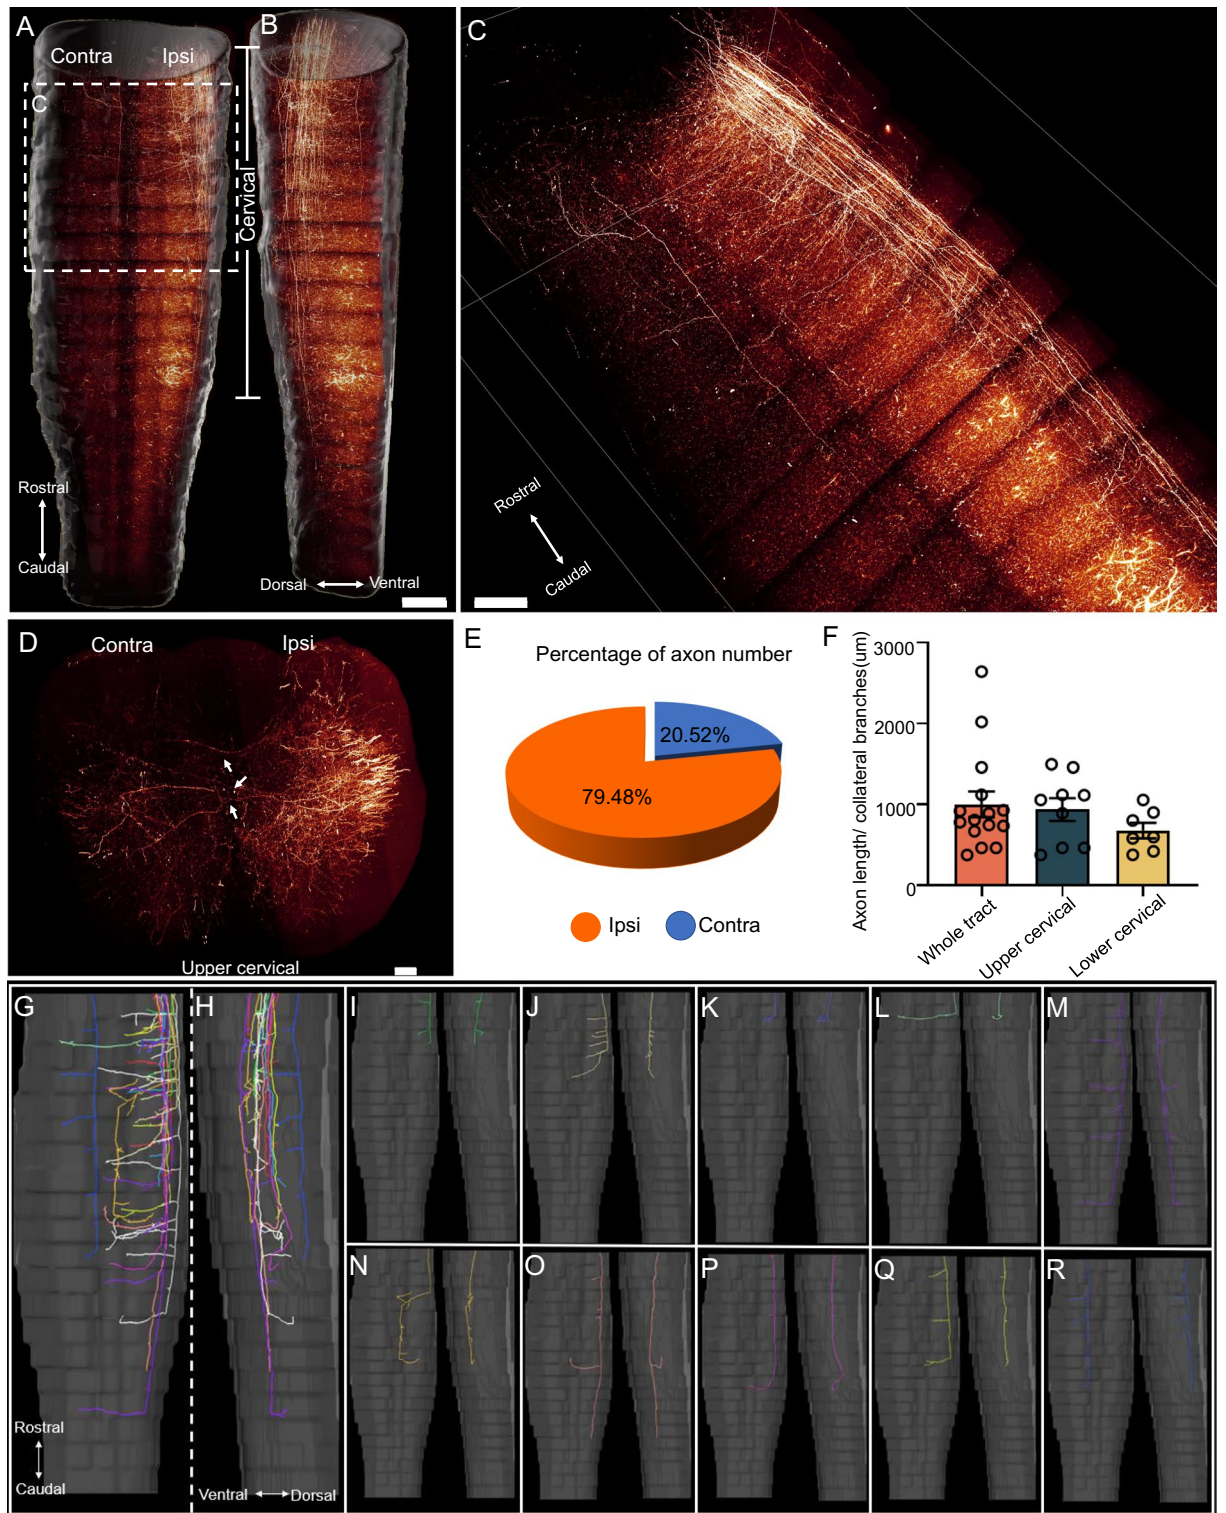 A
Contra
Ipsi
C
Rostral
Caudal
B
Cervical
Dorsal
Ventral
C
Rostral
Caudal
D
Contra
Ipsi
Upper cervical
E
Percentage of axon number
20.52%
79.48%
Ipsi
Contra
F
Axon length/ collateral branches(um)
3000
2000
1000
0
Whole tract
Upper cervical
Lower cervical
G
Rostral
Caudal
H
Ventral
Dorsal
I
J
K
L
M
N
O
P
Q
R